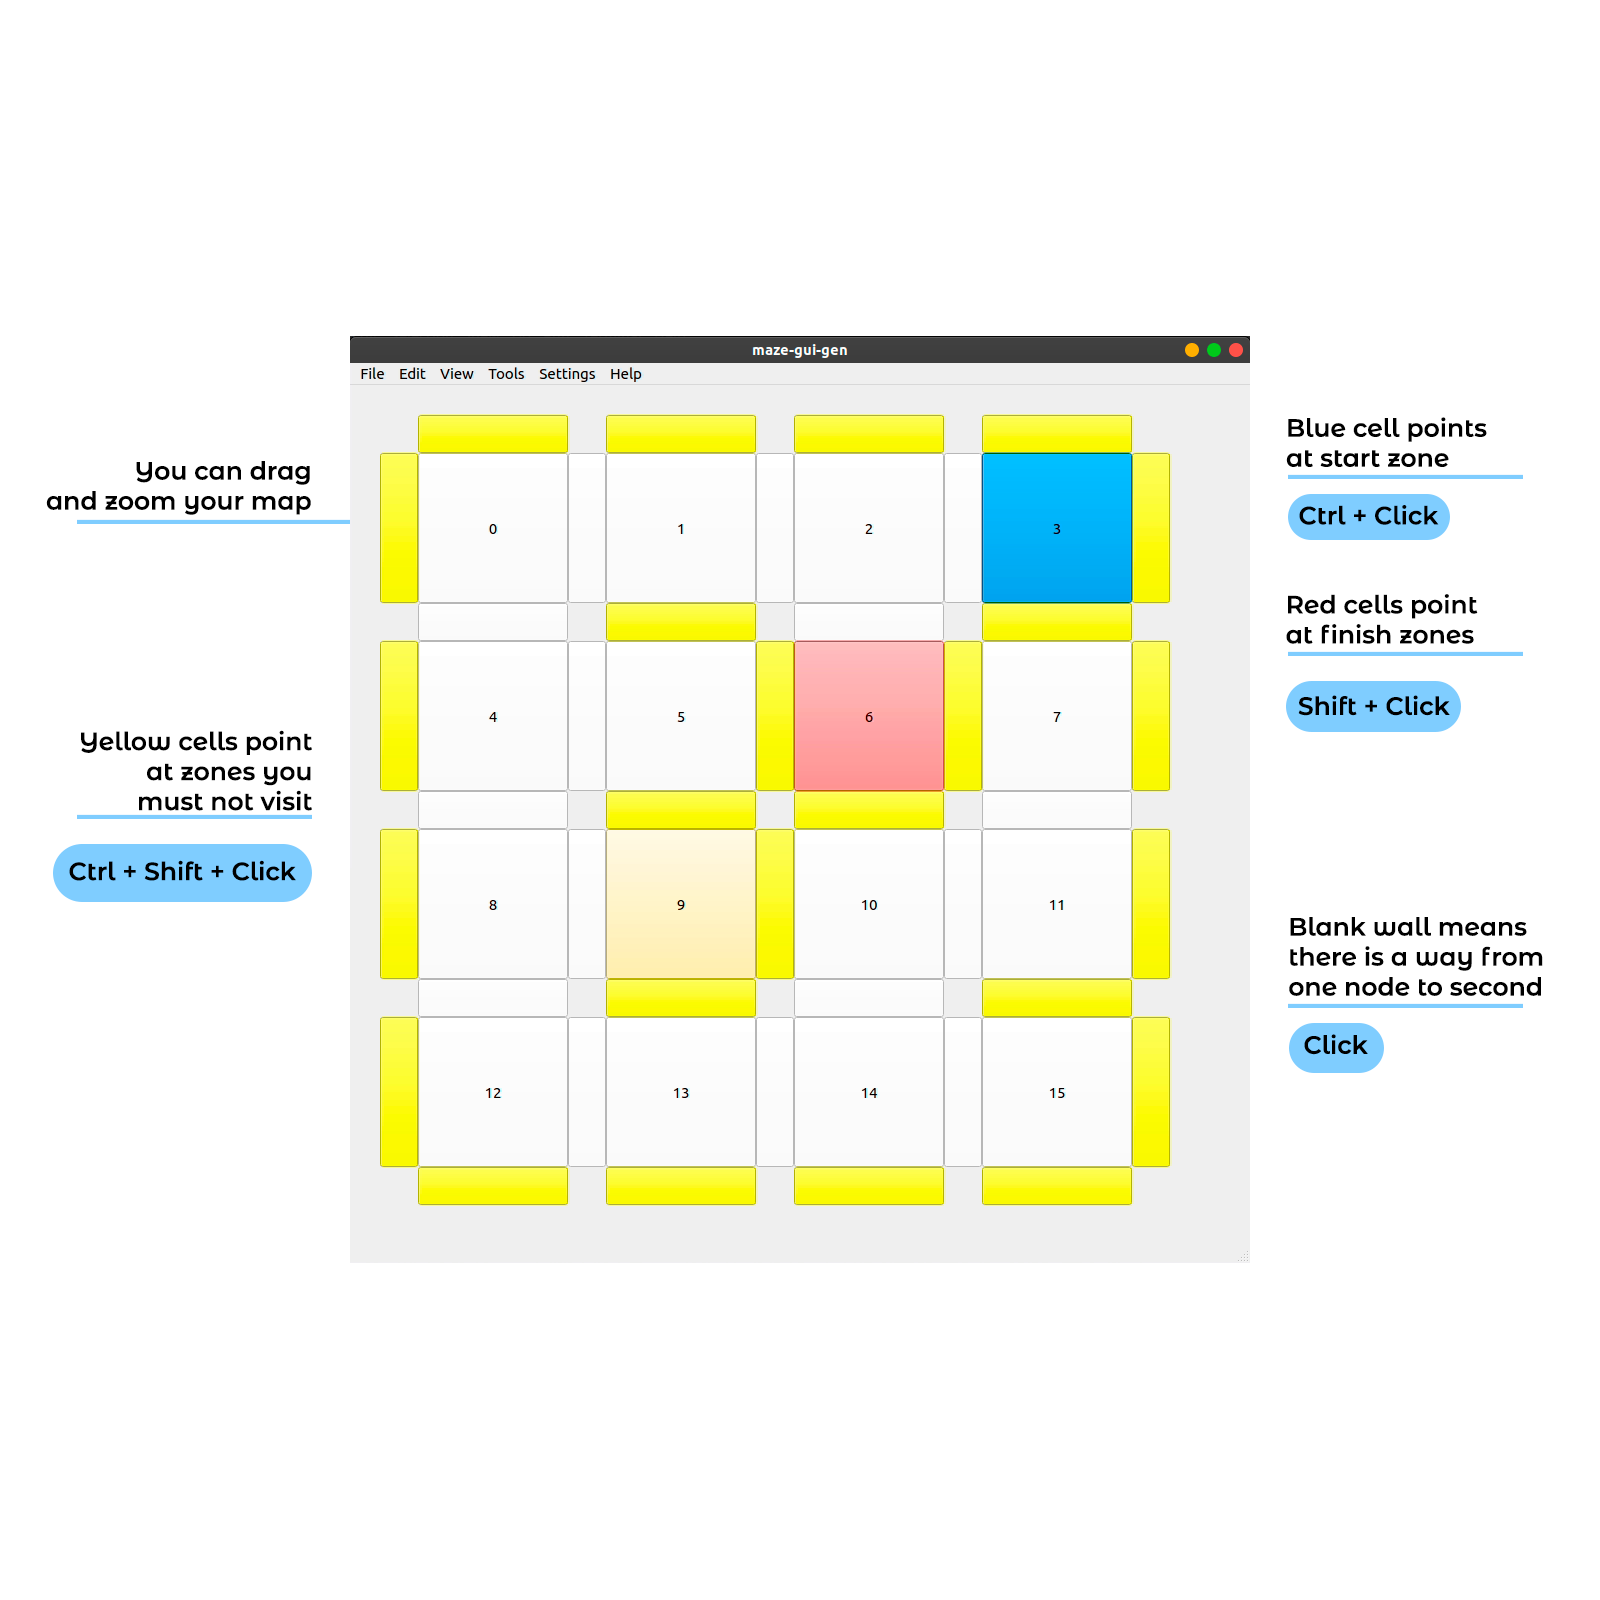 maze-gui-gen
File Edit View Tools Settings Help
You can drag
and zoom your map
Yellow cells point
at zones you
must not visit
Ctrl + Shift + Click
0 1 2 3
4 5 6 7
8 9 10 11
12 13 14 15
Blue cell points
at start zone
Ctrl + Click
Red cells point
at finish zones
Shift + Click
Blank wall means
there is a way from
one node to second
Click